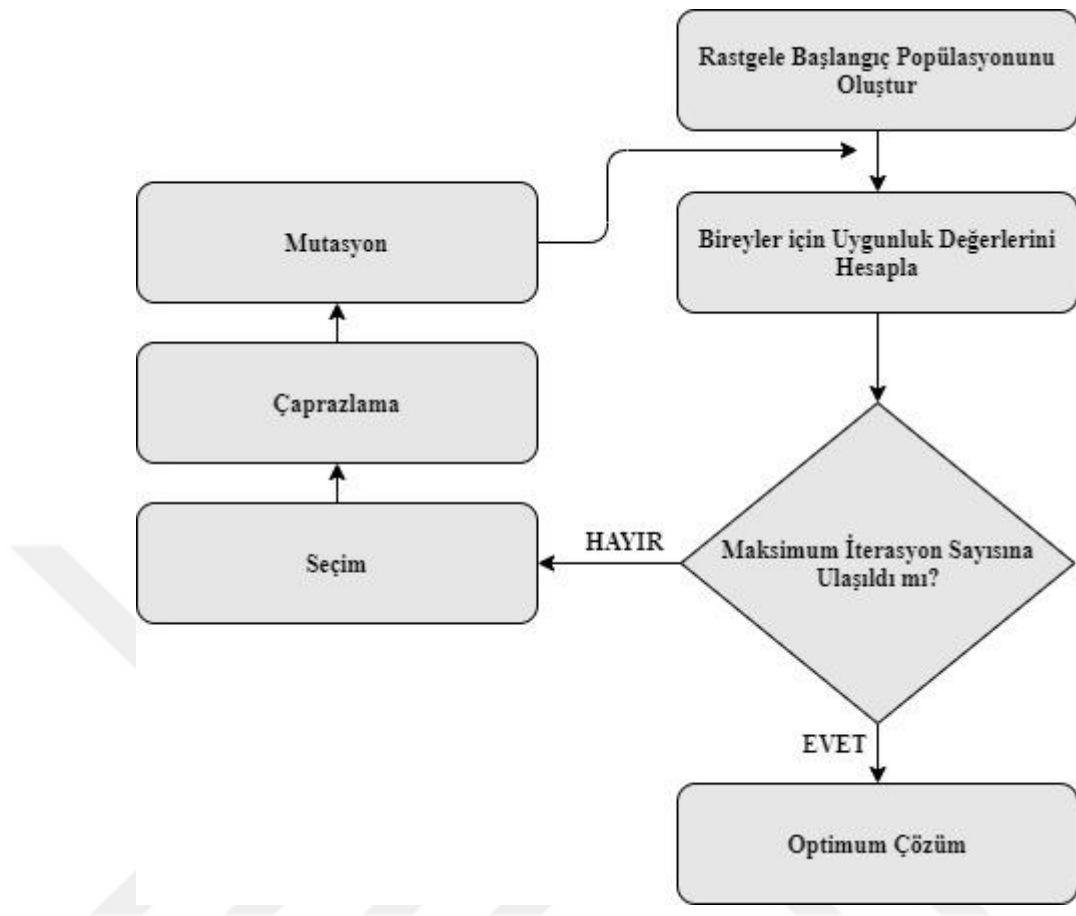 Rastgele Başlangıç Popülasyonunu
Oluştur
Mutasyon
Bireyler için Uygunluk Değerlerini
Hesapla
Çaprazlama
Seçim
HAYIR
Maksimum İterasyon Sayısına
Ulaşıldı mı?
EVET
Optimum Çözüm